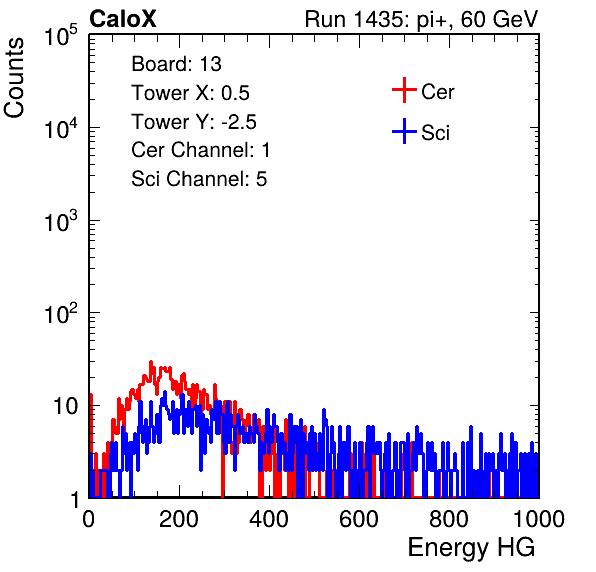 CaloX Run 1435: pi+, 60 GeV
Counts
Board: 13
Tower X: 0.5
Tower Y: -2.5
Cer Channel: 1
Sci Channel: 5
Cer
Sci
10^5
10^4
10^3
10^2
10
1
0 200 400 600 800 1000
Energy HG